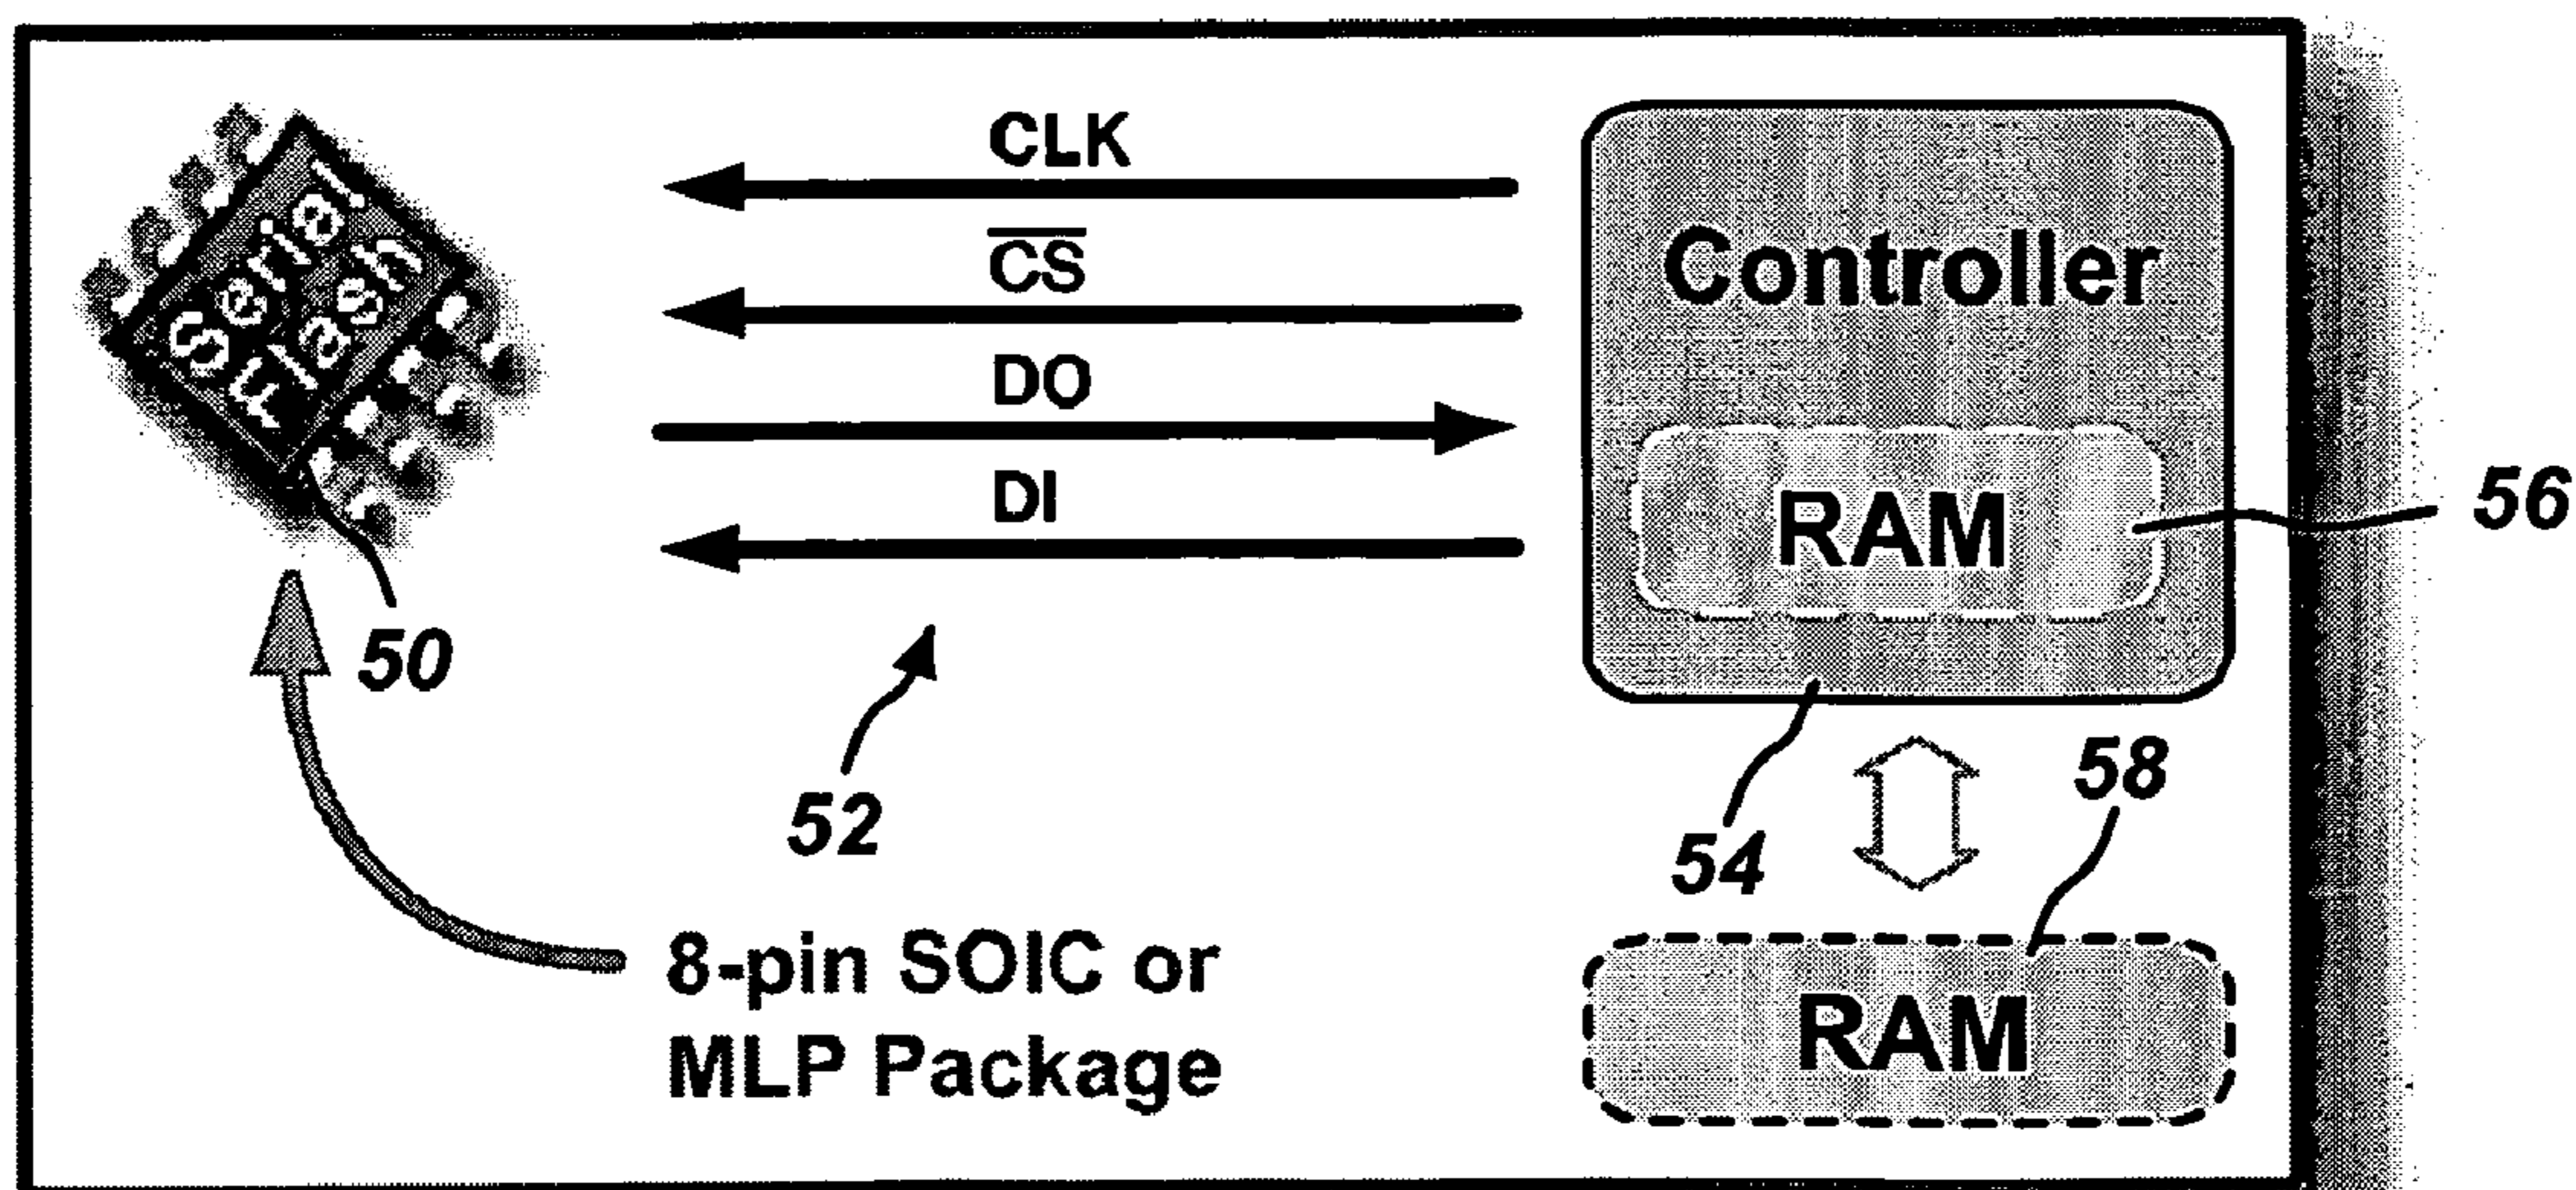 Serial
Flash
CLK
C̅S̅
DO
DI
Controller
RAM
56
50
52
54
58
8-pin SOIC or
MLP Package
RAM